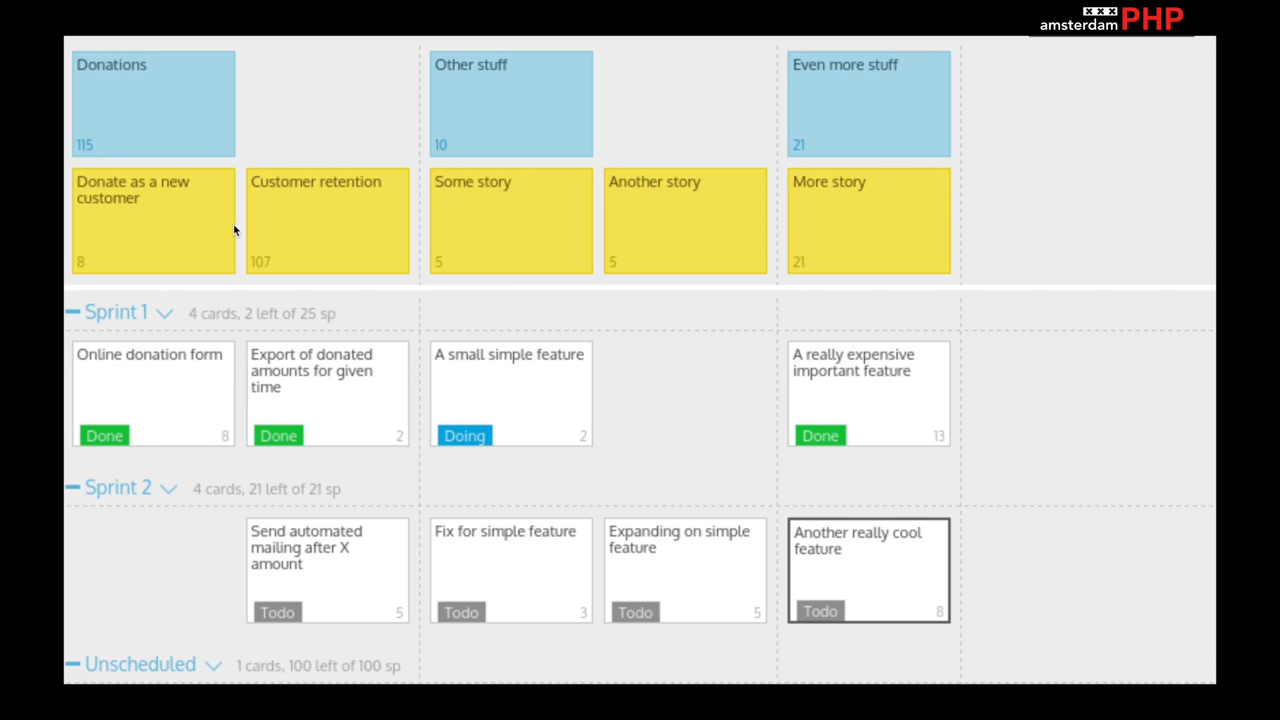 xxx
amsterdam PHP
Donations
115
Other stuff
10
Even more stuff
21
Donate as a new
customer
8
Customer retention
107
Some story
5
Another story
5
More story
21
Sprint 1 4 cards, 2 left of 25 sp
Online donation form
Done 8
Export of donated
amounts for given
time
Done 2
A small simple feature
Doing 2
A really expensive
important feature
Done 13
Sprint 2 4 cards, 21 left of 21 sp
Send automated
mailing after X
amount
Todo 5
Fix for simple feature
Todo 3
Expanding on simple
feature
Todo 5
Another really cool
feature
Todo 8
Unscheduled 1 cards, 100 left of 100 sp